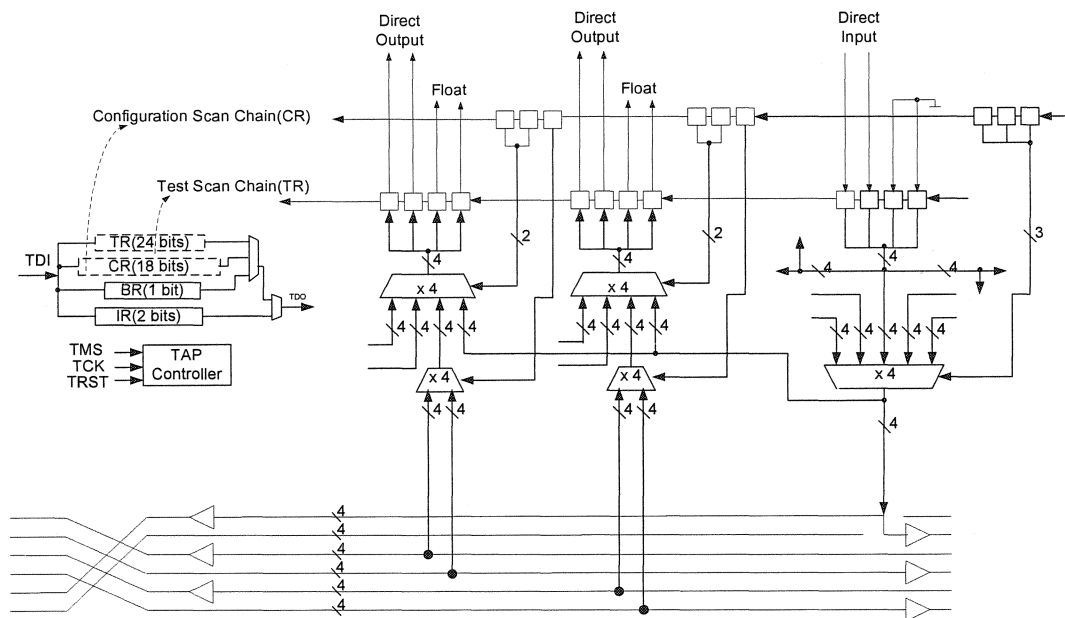 Direct
Output
Direct
Output
Direct
Input
Float
Float
Configuration Scan Chain(CR)
Test Scan Chain(TR)
2
2
3
TR(24 bits)
TDI
CR(18 bits)
BR(1 bit)
TDO
IR(2 bits)
4
4
4
4
4
x 4
x 4
TMS
TCK
TRST
TAP
Controller
4
4
4
4
4
4
4
4
4
4
4
4
4
x 4
x 4
x 4
4
4
4
4
4
4
4
4
4
4
4